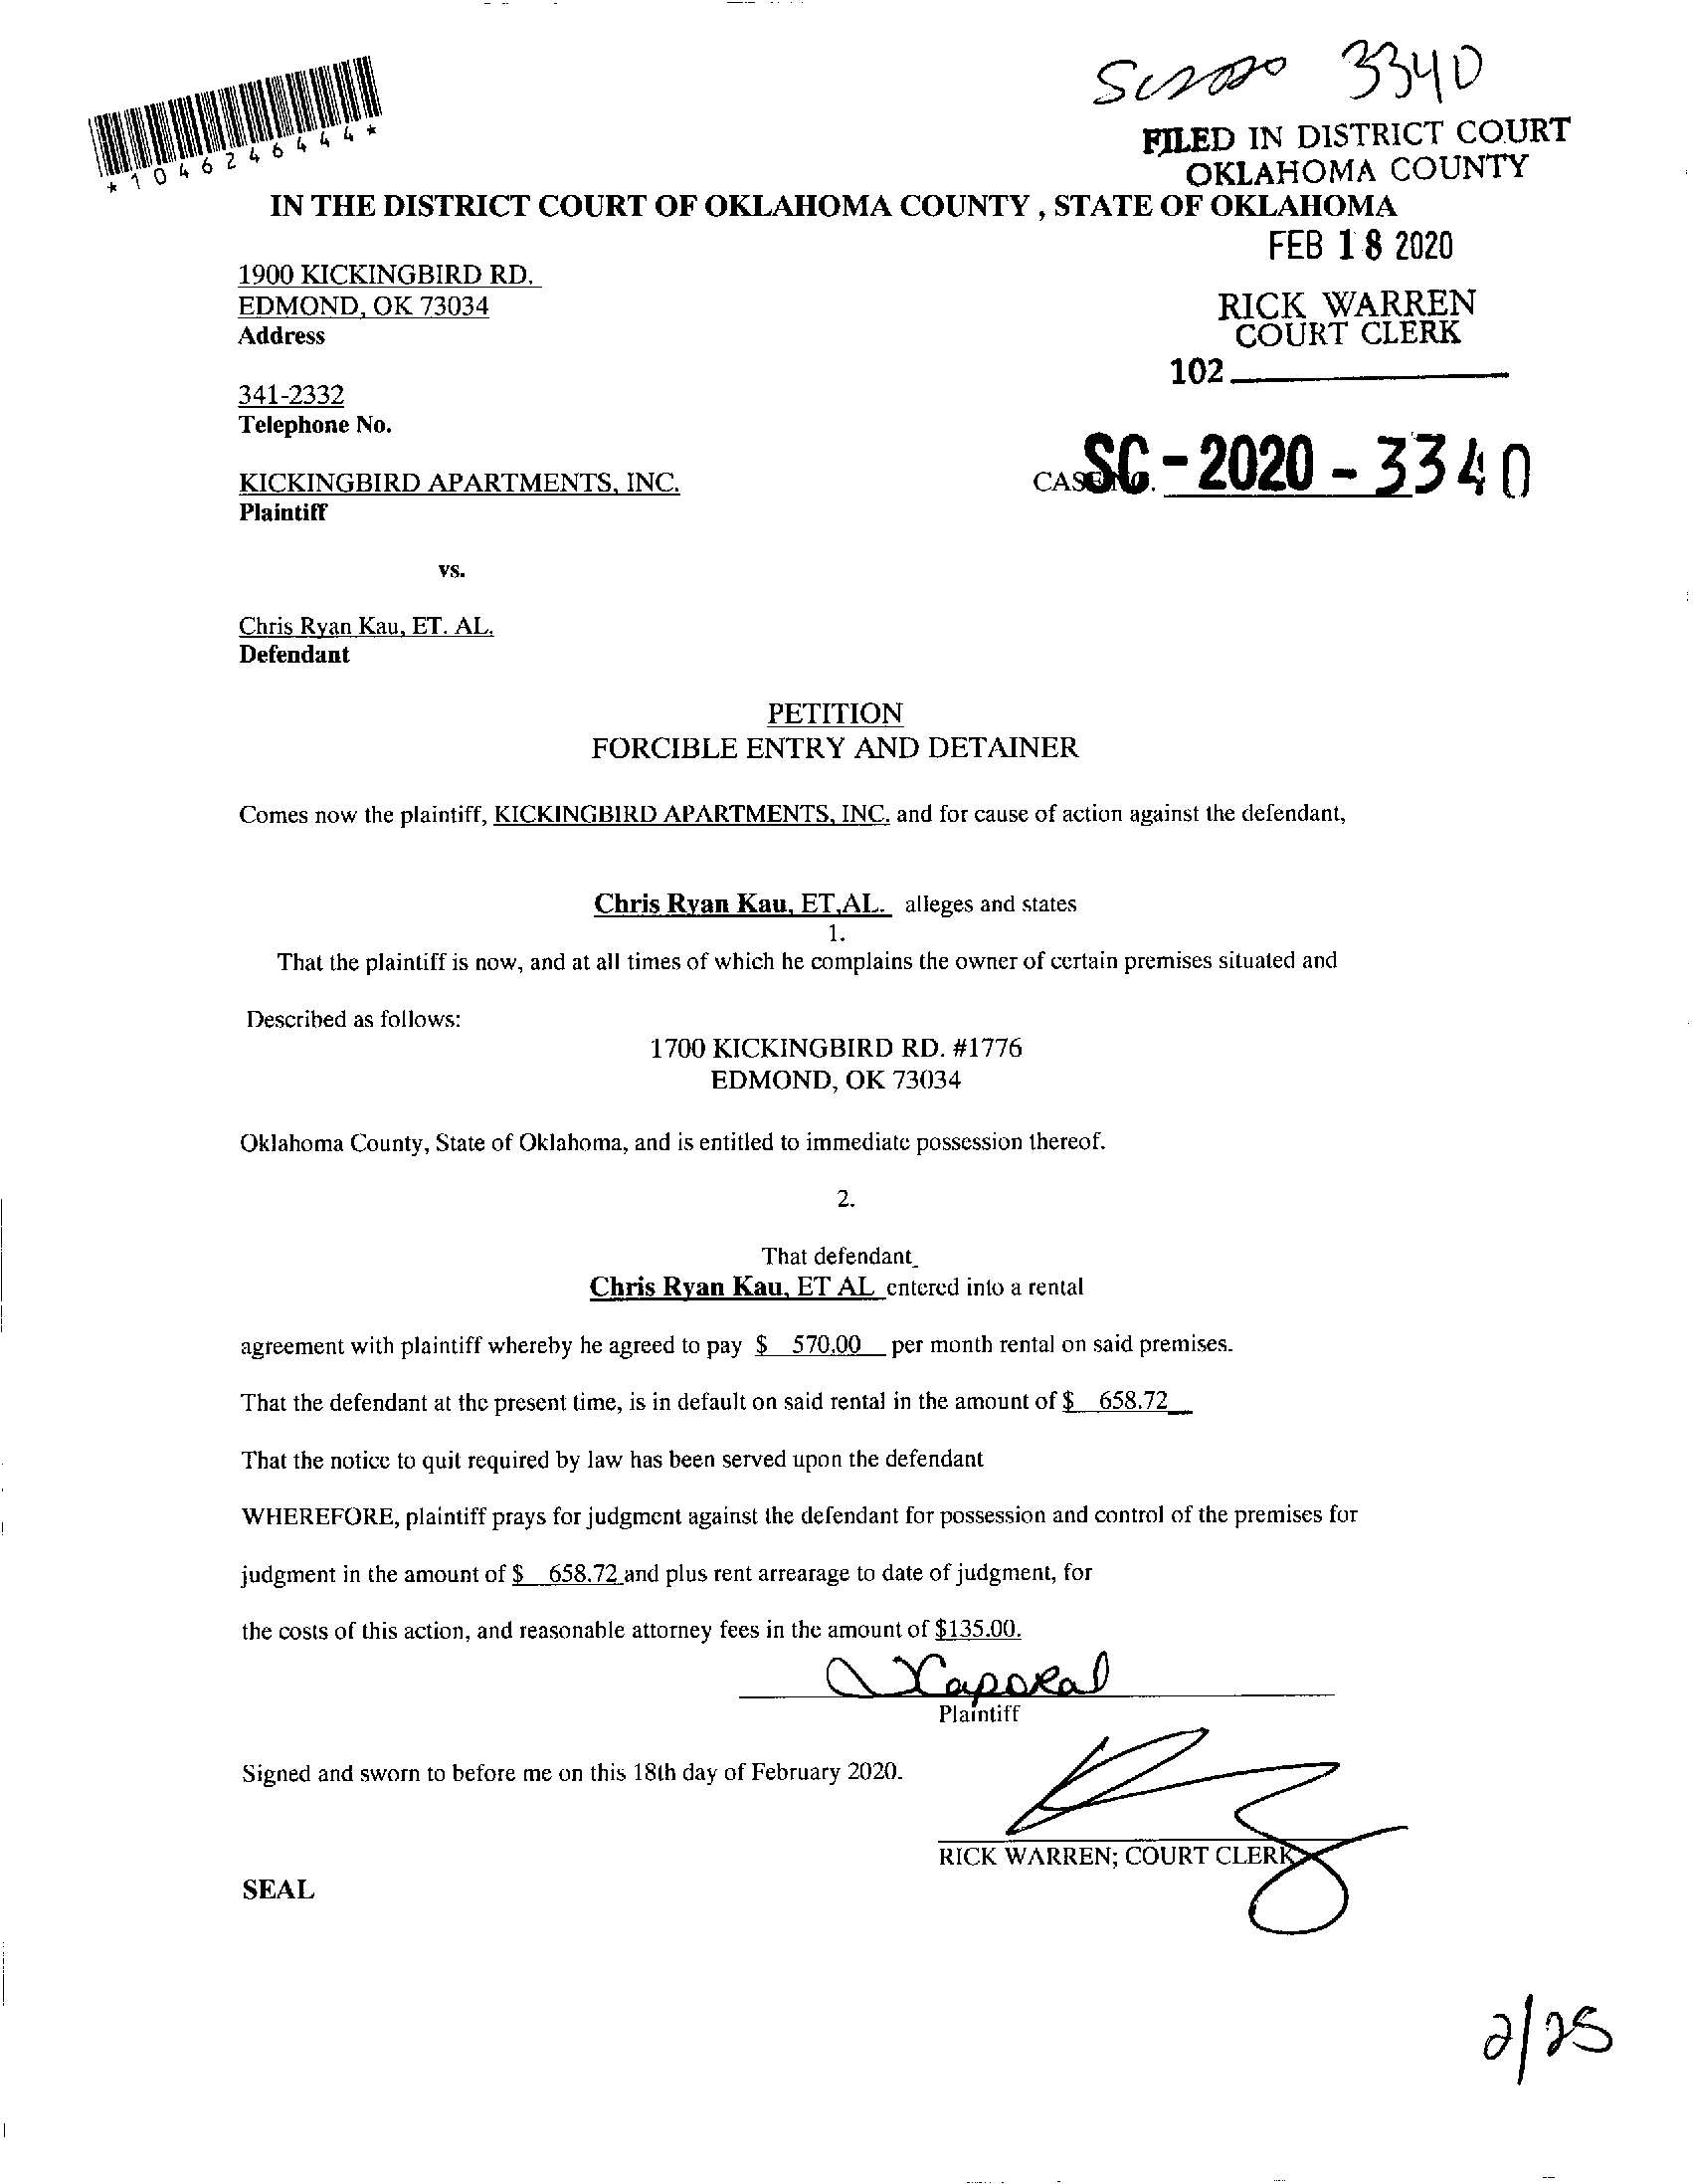 SC2020 3340
*1046246444*
FILED IN DISTRICT COURT
OKLAHOMA COUNTY
IN THE DISTRICT COURT OF OKLAHOMA COUNTY , STATE OF OKLAHOMA
FEB 18 2020
1900 KICKINGBIRD RD.
EDMOND, OK 73034
Address
RICK WARREN
COURT CLERK
102
341-2332
Telephone No.
KICKINGBIRD APARTMENTS, INC.
Plaintiff
CASE NO. SC - 2020 - 3340
vs.
Chris Ryan Kau, ET. AL.
Defendant
PETITION
FORCIBLE ENTRY AND DETAINER
Comes now the plaintiff, KICKINGBIRD APARTMENTS, INC. and for cause of action against the defendant,
Chris Ryan Kau, ET,AL. alleges and states
1.
That the plaintiff is now, and at all times of which he complains the owner of certain premises situated and
Described as follows:
1700 KICKINGBIRD RD. #1776
EDMOND, OK 73034
Oklahoma County, State of Oklahoma, and is entitled to immediate possession thereof.
2.
That defendant
Chris Ryan Kau, ET AL entered into a rental
agreement with plaintiff whereby he agreed to pay $ 570.00 per month rental on said premises.
That the defendant at the present time, is in default on said rental in the amount of $ 658.72
That the notice to quit required by law has been served upon the defendant
WHEREFORE, plaintiff prays for judgment against the defendant for possession and control of the premises for
judgment in the amount of $ 658.72 and plus rent arrearage to date of judgment, for
the costs of this action, and reasonable attorney fees in the amount of $135.00.
Plaintiff
Signed and sworn to before me on this 18th day of February 2020.
RICK WARREN; COURT CLERK
SEAL
2/25